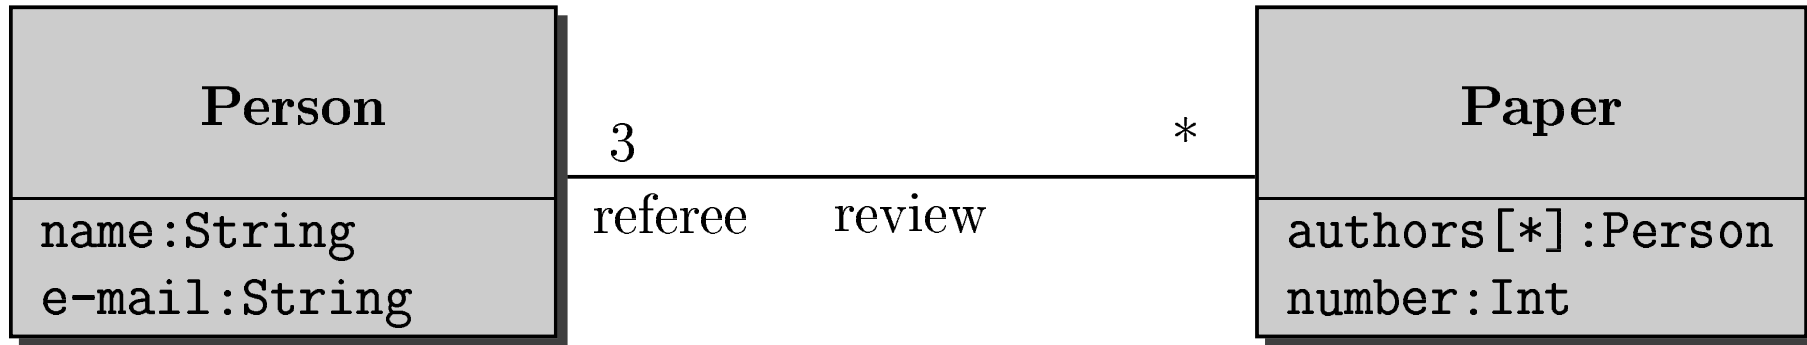 Person
name:String
e-mail:String
3
*
referee
review
Paper
authors[*]:Person
number:Int